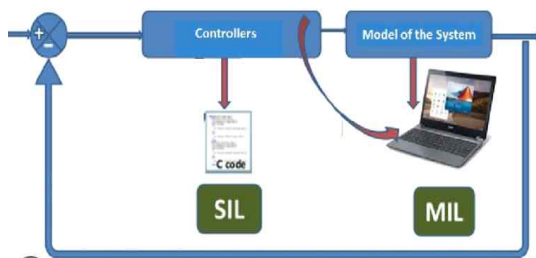 +
−
Controllers
Model of the System
C code
SIL
MIL